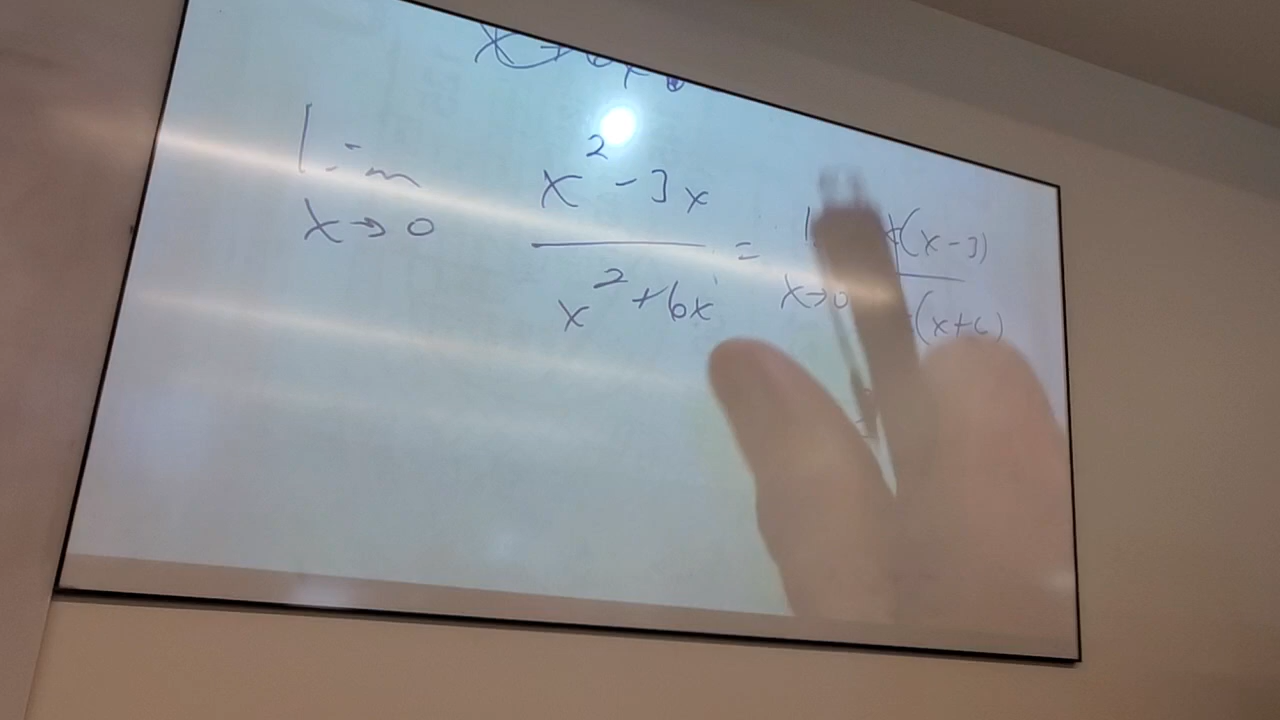 lim x² - 3x = x(x-3)
x→0 x² + 6x x→0 (x+6)